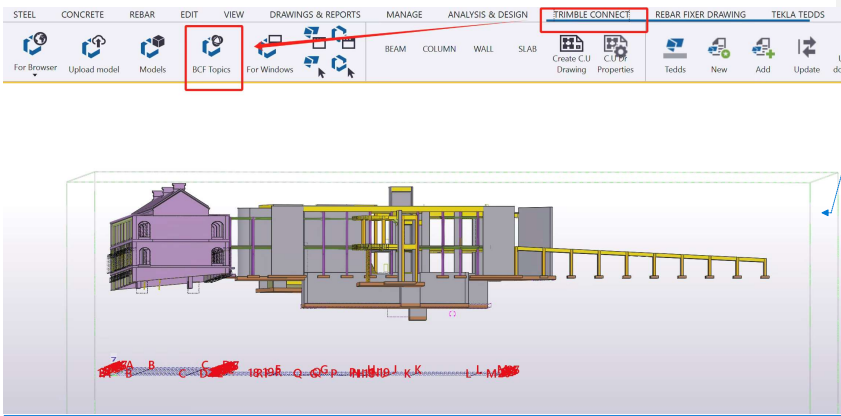 STEEL CONCRETE REBAR EDIT VIEW DRAWINGS & REPORTS MANAGE ANALYSIS & DESIGN TRIMBLE CONNECT REBAR FIXER DRAWING TEKLA TEDDS
BEAM COLUMN WALL SLAB
For Browser Upload model Models BCF Topics For Windows Create C.U Drawing C.U Dr Properties Tedds New Add Update
Z
B C G H J K L
B C D Q G P J K L M